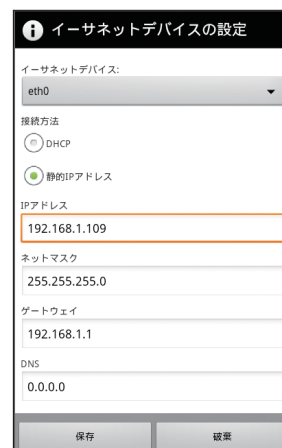 イーサネットデバイスの設定
イーサネットデバイス:
eth0
接続方法
DHCP
静的IPアドレス
IPアドレス
192.168.1.109
ネットマスク
255.255.255.0
ゲートウェイ
192.168.1.1
DNS
0.0.0.0
保存 破棄